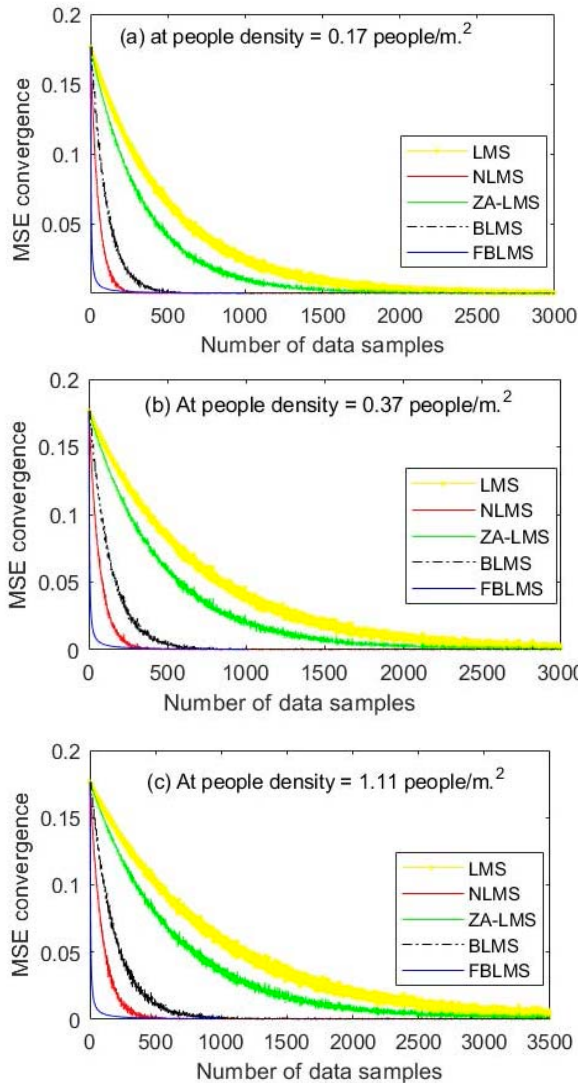 0.2
(a) at people density = 0.17 people/m.²
0.15
0.1
0.05
MSE convergence
LMS
NLMS
ZA-LMS
BLMS
FBLMS
0 500 1000 1500 2000 2500 3000
Number of data samples
0.2
(b) At people density = 0.37 people/m.²
0.15
0.1
0.05
0
MSE convergence
LMS
NLMS
ZA-LMS
BLMS
FBLMS
0 500 1000 1500 2000 2500 3000
Number of data samples
0.2
(c) At people density = 1.11 people/m.²
0.15
0.1
0.05
0
MSE convergence
LMS
NLMS
ZA-LMS
BLMS
FBLMS
0 500 1000 1500 2000 2500 3000 3500
Number of data samples